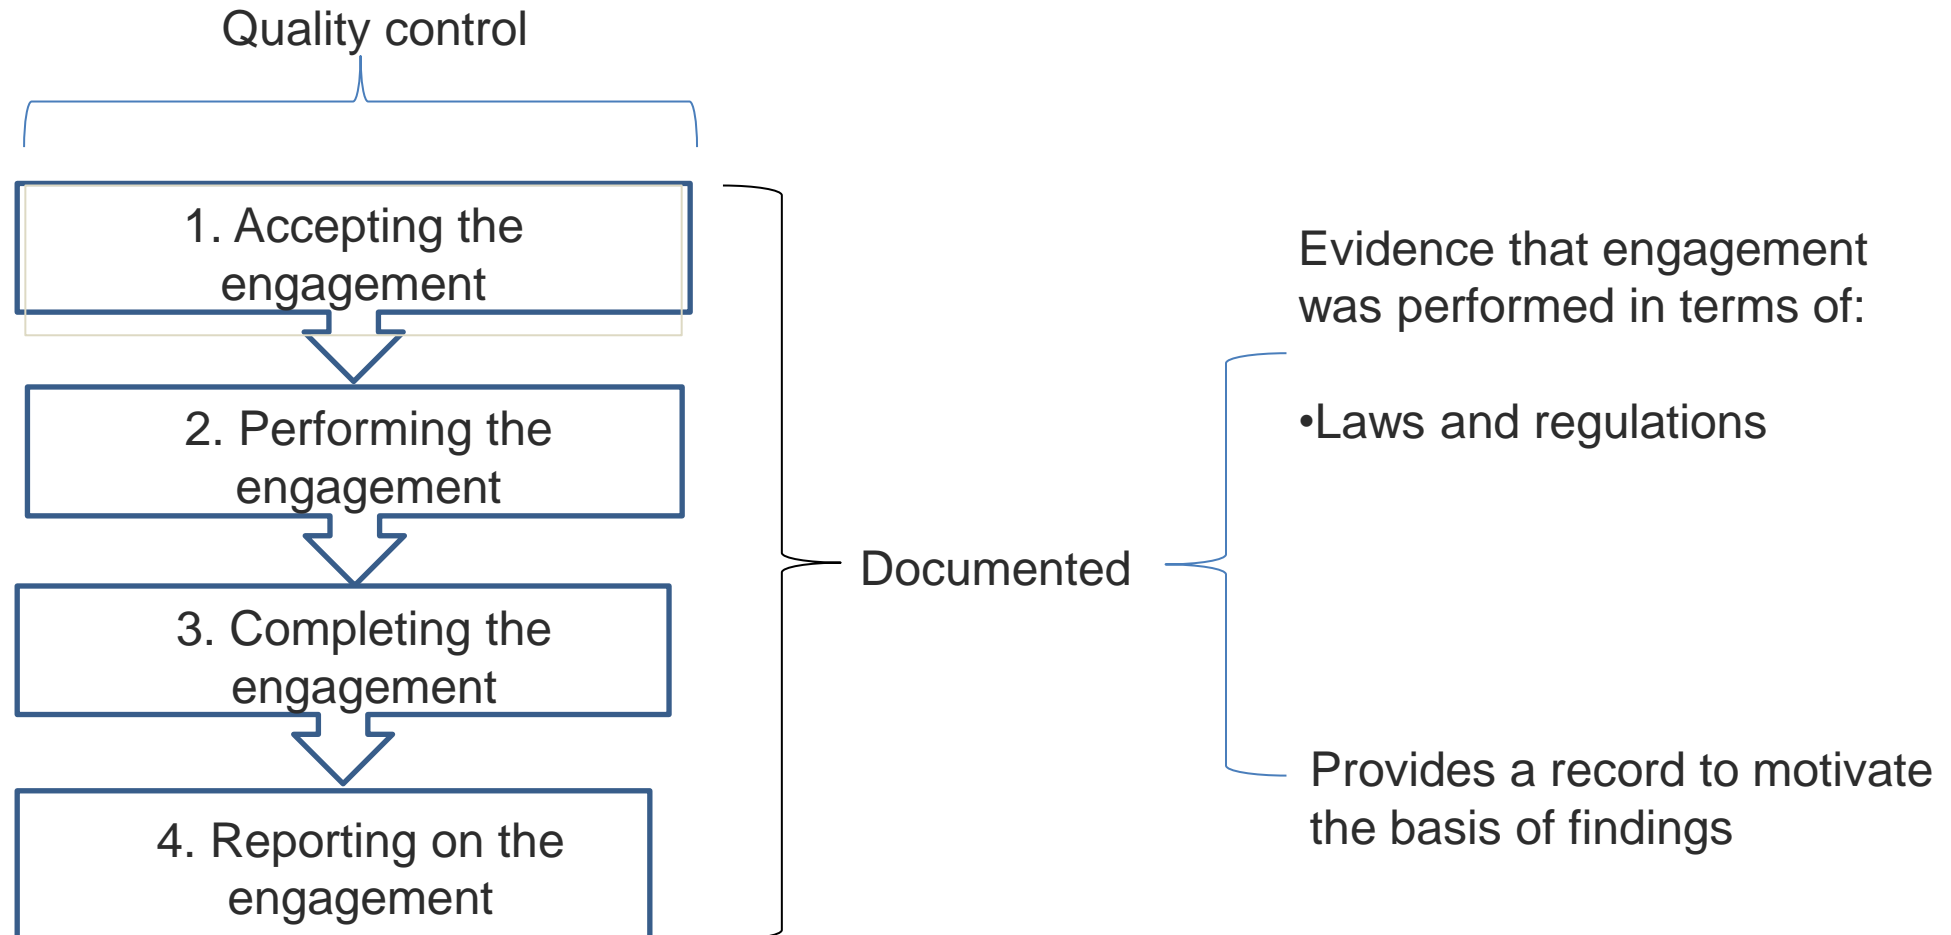 Quality control
1. Accepting the
engagement
2. Performing the
engagement
3. Completing the
engagement
4. Reporting on the
engagement
Documented
Evidence that engagement
was performed in terms of:
•Laws and regulations
Provides a record to motivate
the basis of findings